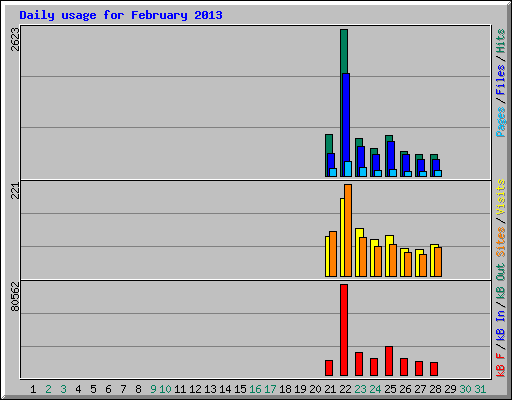 Daily usage for February 2013
2623
Pages / Files / Hits
221
Sites / Visits
80562
kB F / kB In / kB Out
1 2 3 4 5 6 7 8 9 10 11 12 13 14 15 16 17 18 19 20 21 22 23 24 25 26 27 28 29 30 31